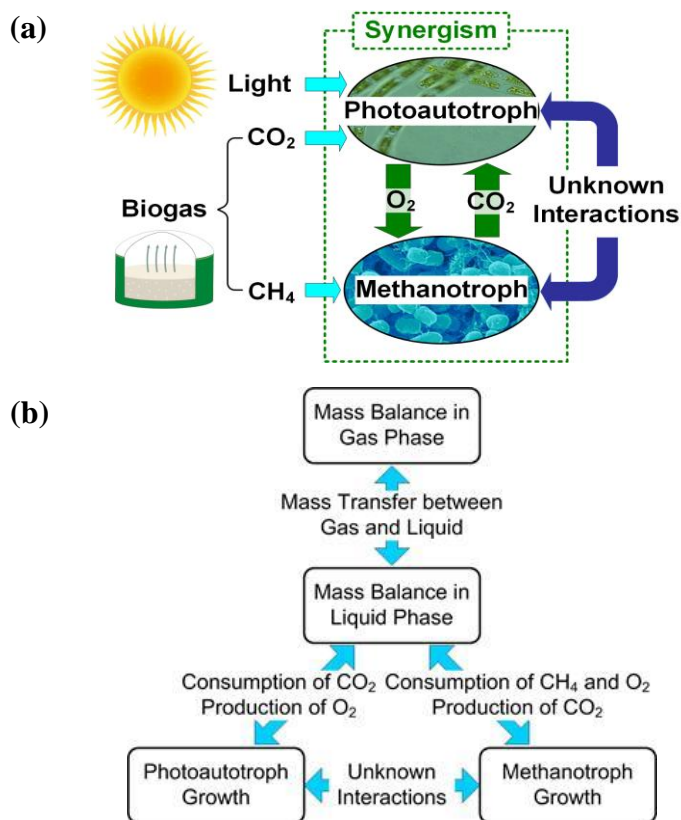 (a)
Synergism
Light
Photoautotroph
CO₂
Biogas
O₂
CO₂
Unknown
Interactions
CH₄
Methanotroph
(b)
Mass Balance in
Gas Phase
Mass Transfer between
Gas and Liquid
Mass Balance in
Liquid Phase
Consumption of CO₂
Production of O₂
Consumption of CH₄ and O₂
Production of CO₂
Photoautotroph
Growth
Unknown
Interactions
Methanotroph
Growth